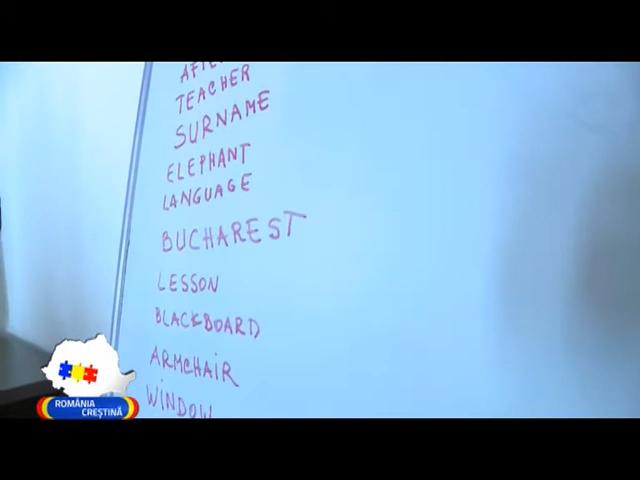 TEACHER
SURNAME
ELEPHANT
LANGUAGE
BUCHAREST
LESSON
BLACKBOARD
ARMCHAIR
WINDOW
ROMÂNIA
CREȘTINĂ